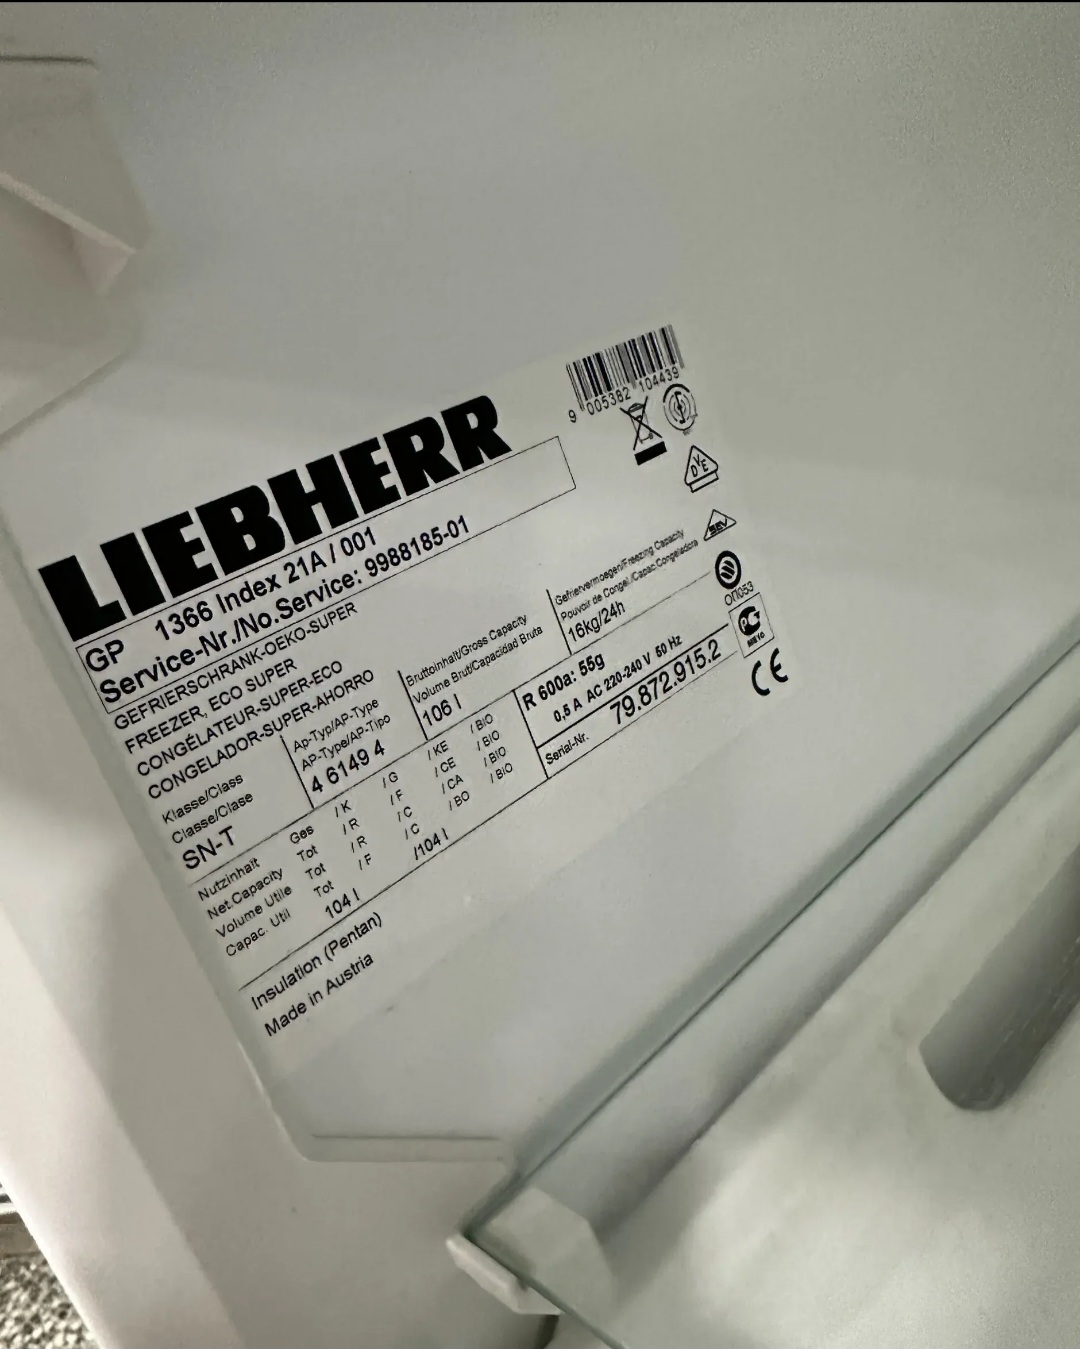 9 005382 104439
LIEBHERR
GP 1366 Index 21A / 001
Service-Nr./No.Service: 9988185-01
GEFRIERSCHRANK-OEKO-SUPER
FREEZER, ECO SUPER
CONGÉLATEUR-SUPER-ECO
CONGELADOR-SUPER-AHORRO
Klasse/Class
Classe/Clase
SN-T
Ap-Typ/AP-Type
AP-Type/AP-Tipo
4 6149 4
Bruttoinhalt/Gross Capacity
Volume Brut/Capacidad Bruta
106 l
Gefriervermoegen/Freezing Capacity
Pouvoir de Congel./Capac.Congeladora
16kg/24h
Nutzinhalt Ges / K / G / KE / BIO
Net.Capacity Tot / R / F / CE / BIO
Volume Utile Tot / R / C / CA / BIO
Capac. Util Tot / F / C / BO / BIO
104 l /104 l
R 600a: 55g
0,5 A AC 220-240 V 50 Hz
Serial-Nr. 79.872.915.2
Insulation (Pentan)
Made in Austria
DVE
SEV
ОП053
CE